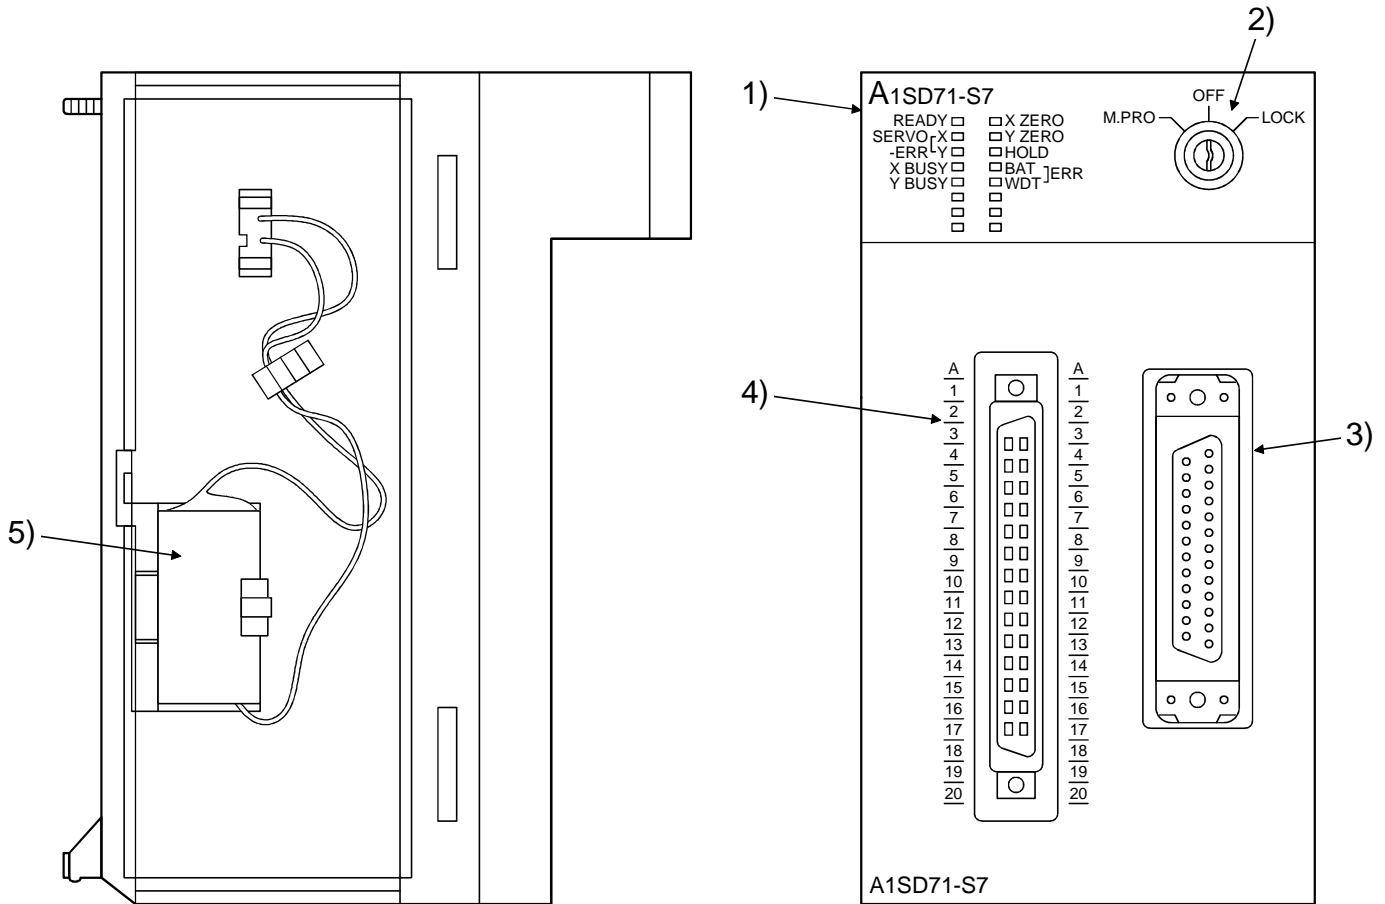 2)
1)
A1SD71-S7
READY X ZERO
SERVO X Y ZERO
-ERR Y HOLD
X BUSY BAT ERR
Y BUSY WDT
OFF
M.PRO LOCK
4)
3)
A A
1 1
2 2
3 3
4 4
5 5
6 6
7 7
8 8
9 9
10 10
11 11
12 12
13 13
14 14
15 15
16 16
17 17
18 18
19 19
20 20
5)
A1SD71-S7